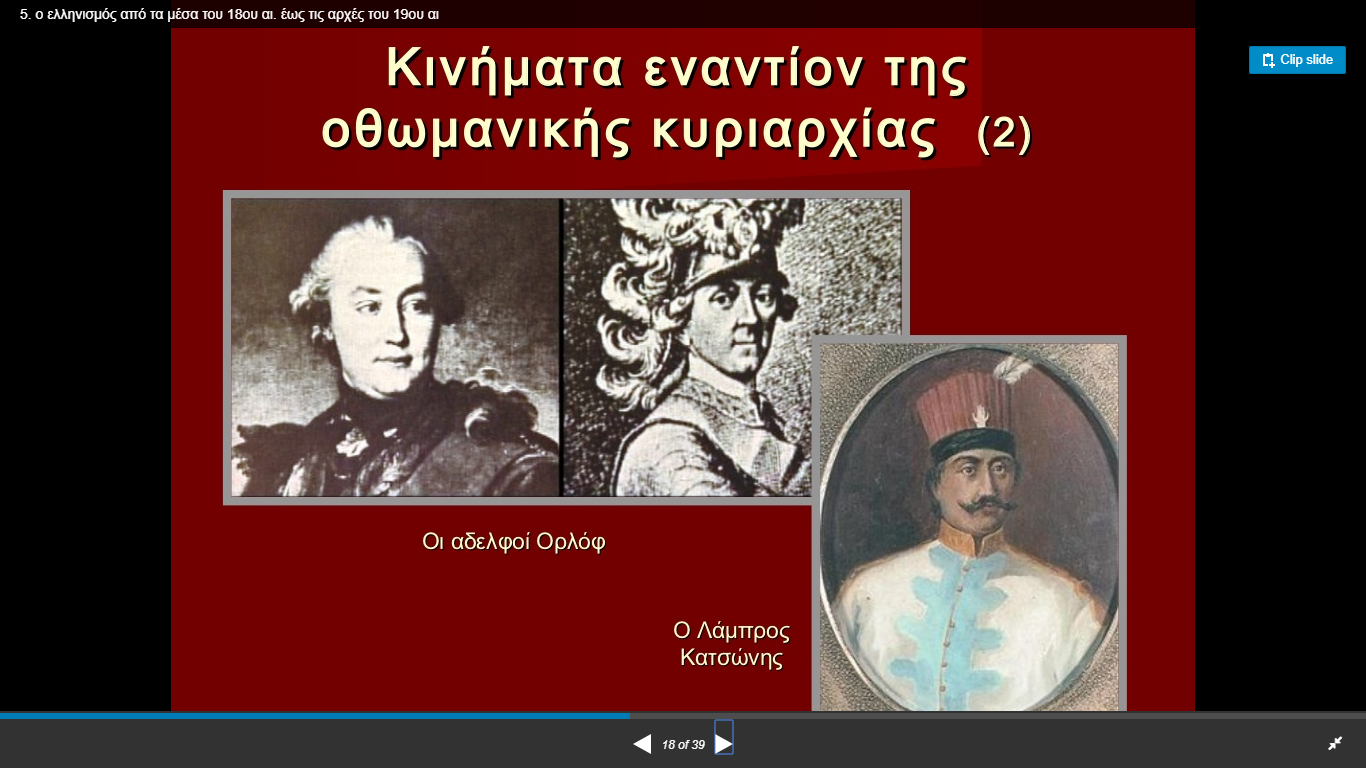 5. ο ελληνισμός από τα μέσα του 18ου αι. έως τις αρχές του 19ου αι
Clip slide
Κινήματα εναντίον της
οθωμανικής κυριαρχίας (2)
Οι αδελφοί Ορλόφ
Ο Λάμπρος
Κατσώνης
18 of 39